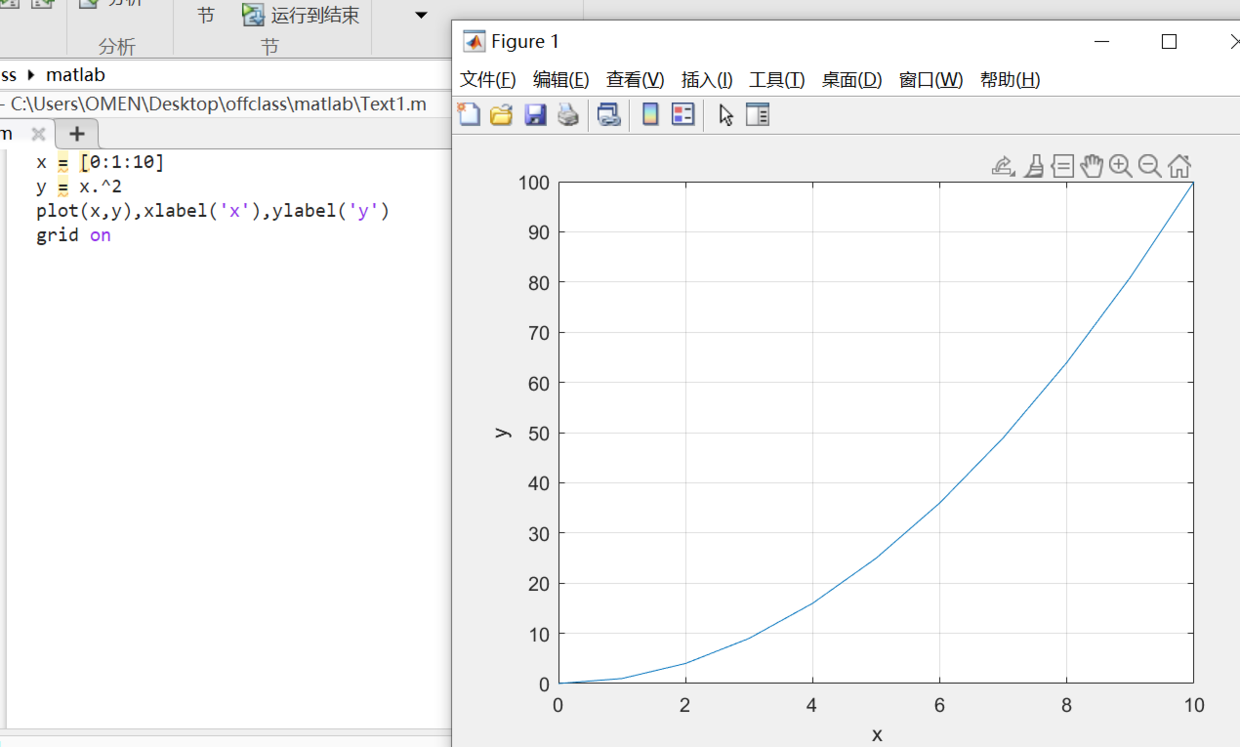 分析
节
运行到结束
分析
节
ss ▸ matlab
- C:\Users\OMEN\Desktop\offclass\matlab\Text1.m
m
+
x = [0:1:10]
y = x.^2
plot(x,y),xlabel('x'),ylabel('y')
grid on
Figure 1
文件(F) 编辑(E) 查看(V) 插入(I) 工具(T) 桌面(D) 窗口(W) 帮助(H)
100
90
80
70
60
50
40
30
20
10
0
y
0 2 4 6 8 10
x